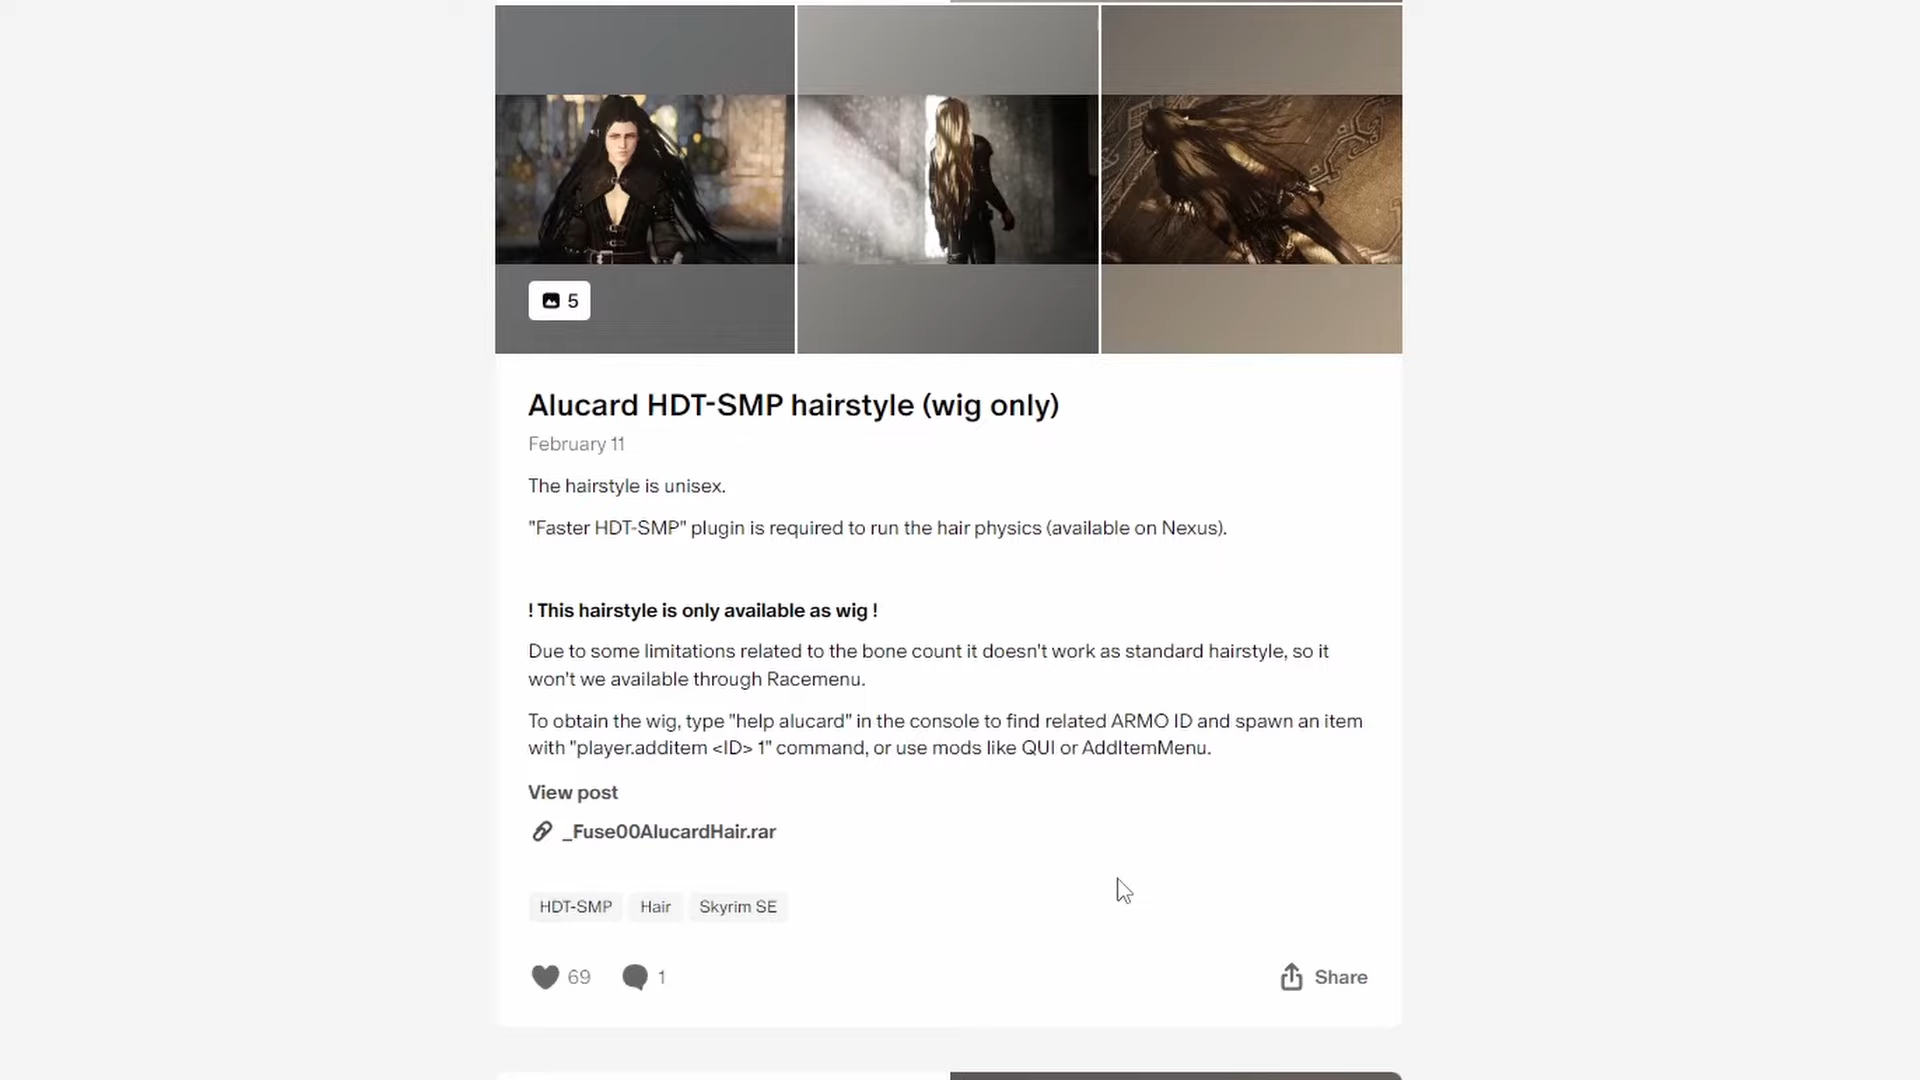 5
Alucard HDT-SMP hairstyle (wig only)
February 11
The hairstyle is unisex.
"Faster HDT-SMP" plugin is required to run the hair physics (available on Nexus).
! This hairstyle is only available as wig !
Due to some limitations related to the bone count it doesn't work as standard hairstyle, so it
won't we available through Racemenu.
To obtain the wig, type "help alucard" in the console to find related ARMO ID and spawn an item
with "player.additem <ID> 1" command, or use mods like QUI or AddItemMenu.
View post
_Fuse00AlucardHair.rar
HDT-SMP Hair Skyrim SE
69 1 Share